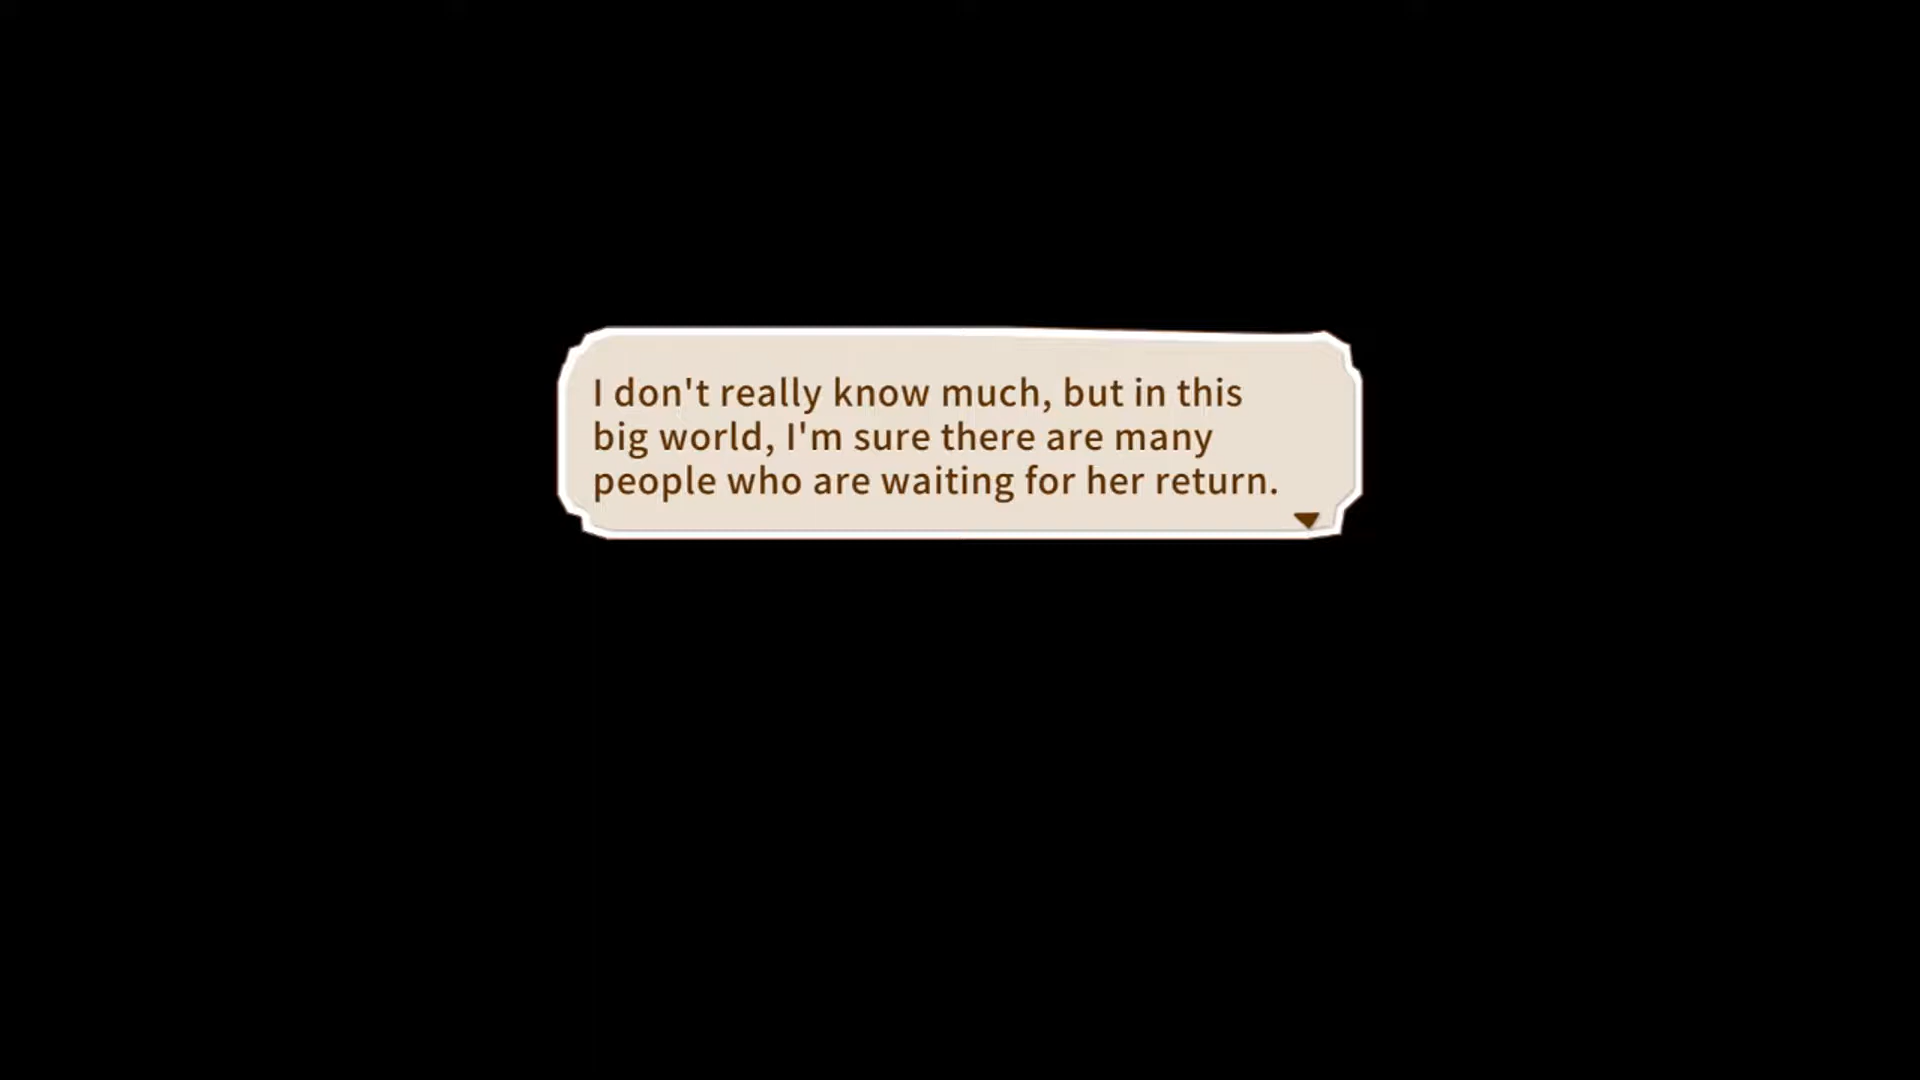 I don't really know much, but in this
big world, I'm sure there are many
people who are waiting for her return.